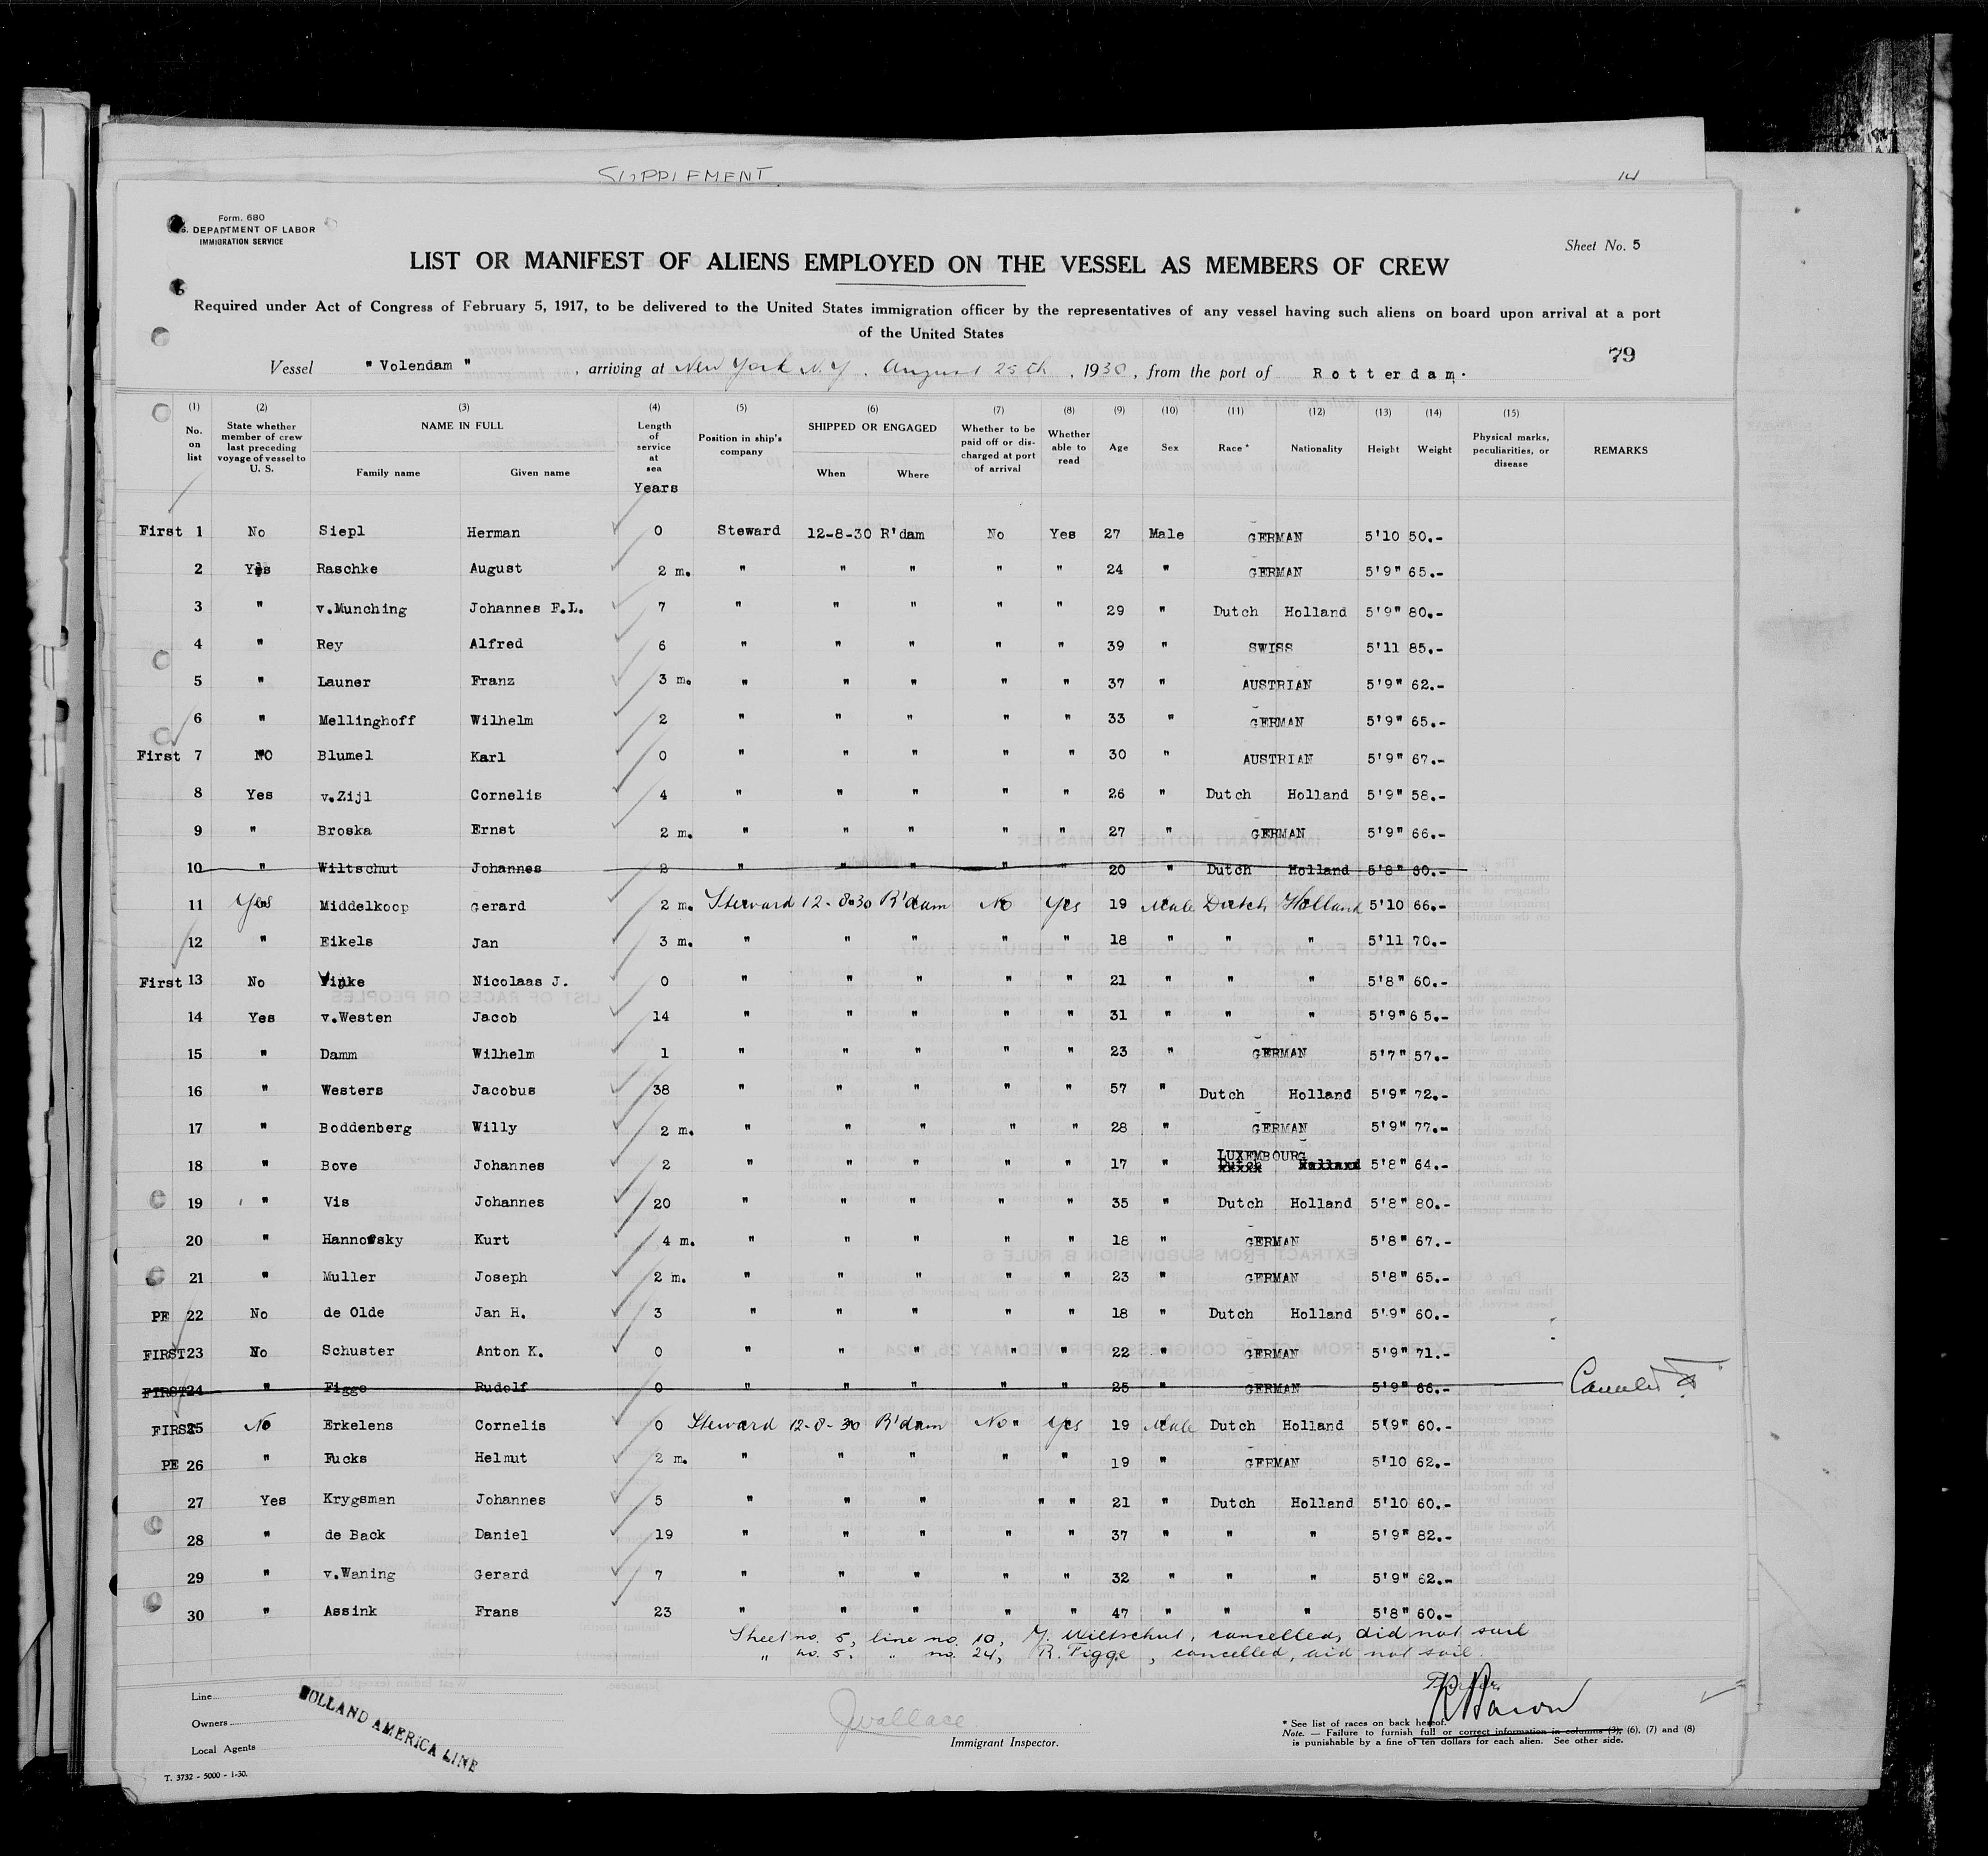 SUPPLEMENT
14
Form. 680
S. DEPARTMENT OF LABOR
IMMIGRATION SERVICE
Sheet No. 5
LIST OR MANIFEST OF ALIENS EMPLOYED ON THE VESSEL AS MEMBERS OF CREW
Required under Act of Congress of February 5, 1917, to be delivered to the United States immigration officer by the representatives of any vessel having such aliens on board upon arrival at a port
of the United States
79
Vessel " Volendam " , arriving at New York N.Y. August 25th , 1930, from the port of Rotterdam.
(1) (2) (3) (4) (5) (6) (7) (8) (9) (10) (11) (12) (13) (14) (15)
No. on list State whether member of crew last preceding voyage of vessel to U. S. NAME IN FULL Family name Given name Length of service at sea Years Position in ship's company SHIPPED OR ENGAGED When Where Whether to be paid off or discharged at port of arrival Whether able to read Age Sex Race* Nationality Height Weight Physical marks, peculiarities, or disease REMARKS
First 1 No Siepl Herman 0 Steward 12-8-30 R'dam No Yes 27 Male GERMAN 5'10 50.-
2 Yes Raschke August 2 m. " " " " " 24 " GERMAN 5'9" 65.-
3 " v.Munching Johannes F.L. 7 " " " " " 29 " Dutch Holland 5'9" 80.-
4 " Rey Alfred 6 " " " " " 39 " SWISS 5'11 85.-
5 " Launer Franz 3 m. " " " " " 37 " AUSTRIAN 5'9" 62.-
6 " Mellinghoff Wilhelm 2 " " " " " 33 " GERMAN 5'9" 65.-
First 7 NO Blumel Karl 0 " " " " " 30 " AUSTRIAN 5'9" 67.-
8 Yes v.Zijl Cornelis 4 " " " " " 26 " Dutch Holland 5'9" 58.-
9 " Broska Ernst 2 m. " " " " " 27 " GERMAN 5'9" 66.-
10 " Wiltschut Johannes 2 " " " " " 20 " Dutch Holland 5'8" 60.-
11 Yes Middelkoop Gerard 2 m. Steward 12-8-30 R'dam No Yes 19 Male Dutch Holland 5'10 66.-
12 " Eikels Jan 3 m. " " " " " 18 " " " 5'11 70.-
First 13 No Nicolaas J. 0 " " " " " 21 " " " 5'8" 60.-
14 Yes v.Westen Jacob 14 " " " " " 31 " " " 5'9" 65.-
15 " Damm Wilhelm 1 " " " " " 23 " GERMAN 5'7" 57.-
16 " Westers Jacobus 38 " " " " " 57 " Dutch Holland 5'9" 72.-
17 " Boddenberg Willy 2 m. " " " " " 28 " GERMAN 5'9" 77.-
18 " Bove Johannes 2 " " " " " 17 " LUXEMBOURG Dutch Holland 5'8" 64.-
19 " Vis Johannes 20 " " " " " 35 " Dutch Holland 5'8" 80.-
20 " Hannofsky Kurt 4 m. " " " " " 18 " GERMAN 5'8" 67.-
21 " Muller Joseph 2 m. " " " " " 23 " GERMAN 5'8" 65.-
PE 22 No de Olde Jan H. 3 " " " " " 18 " Dutch Holland 5'9" 60.-
FIRST 23 No Schuster Anton K. 0 " " " " " 22 " GERMAN 5'9" 71.-
FIRST 24 " Figge Rudolf 0 " " " " " 25 " GERMAN 5'9" 66.-
FIRST 25 No Erkelens Cornelis 0 Steward 12-8-30 R'dam No " Yes 19 Male Dutch Holland 5'9" 60.-
PE 26 " Fucks Helmut 2 m. " " " " " 19 " GERMAN 5'10 62.-
27 Yes Krygsman Johannes 5 " " " " " 21 " Dutch Holland 5'10 60.-
28 " de Back Daniel 19 " " " " " 37 " " " 5'9" 82.-
29 " v.Waning Gerard 7 " " " " " 32 " " " 5'9" 62.-
30 " Assink Frans 23 " " " " " 47 " " " 5'8" 60.-
Sheet no. 5, line no. 10, J. Wiltschut, cancelled, did not sail
" no. 5, " no. 24, R. Figge, cancelled, did not sail.
Line
Owners
Local Agents
HOLLAND AMERICA LINE
JWallace
Immigrant Inspector.
* See list of races on back hereof.
Note. — Failure to furnish full or correct information in columns (3), (6), (7) and (8)
is punishable by a fine of ten dollars for each alien. See other side.
T. 3732 - 5000 - 1-30.